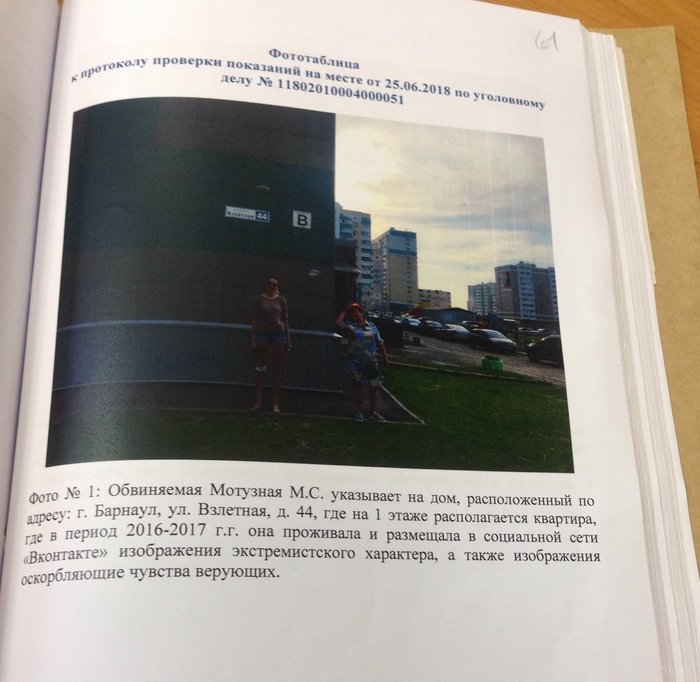 61
Фототаблица
к протоколу проверки показаний на месте от 25.06.2018 по уголовному
делу № 11802010004000051
Взлетная 44
В
Фото № 1: Обвиняемая Мотузная М.С. указывает на дом, расположенный по
адресу: г. Барнаул, ул. Взлетная, д. 44, где на 1 этаже располагается квартира,
где в период 2016-2017 г.г. она проживала и размещала в социальной сети
«Вконтакте» изображения экстремистского характера, а также изображения
оскорбляющие чувства верующих.